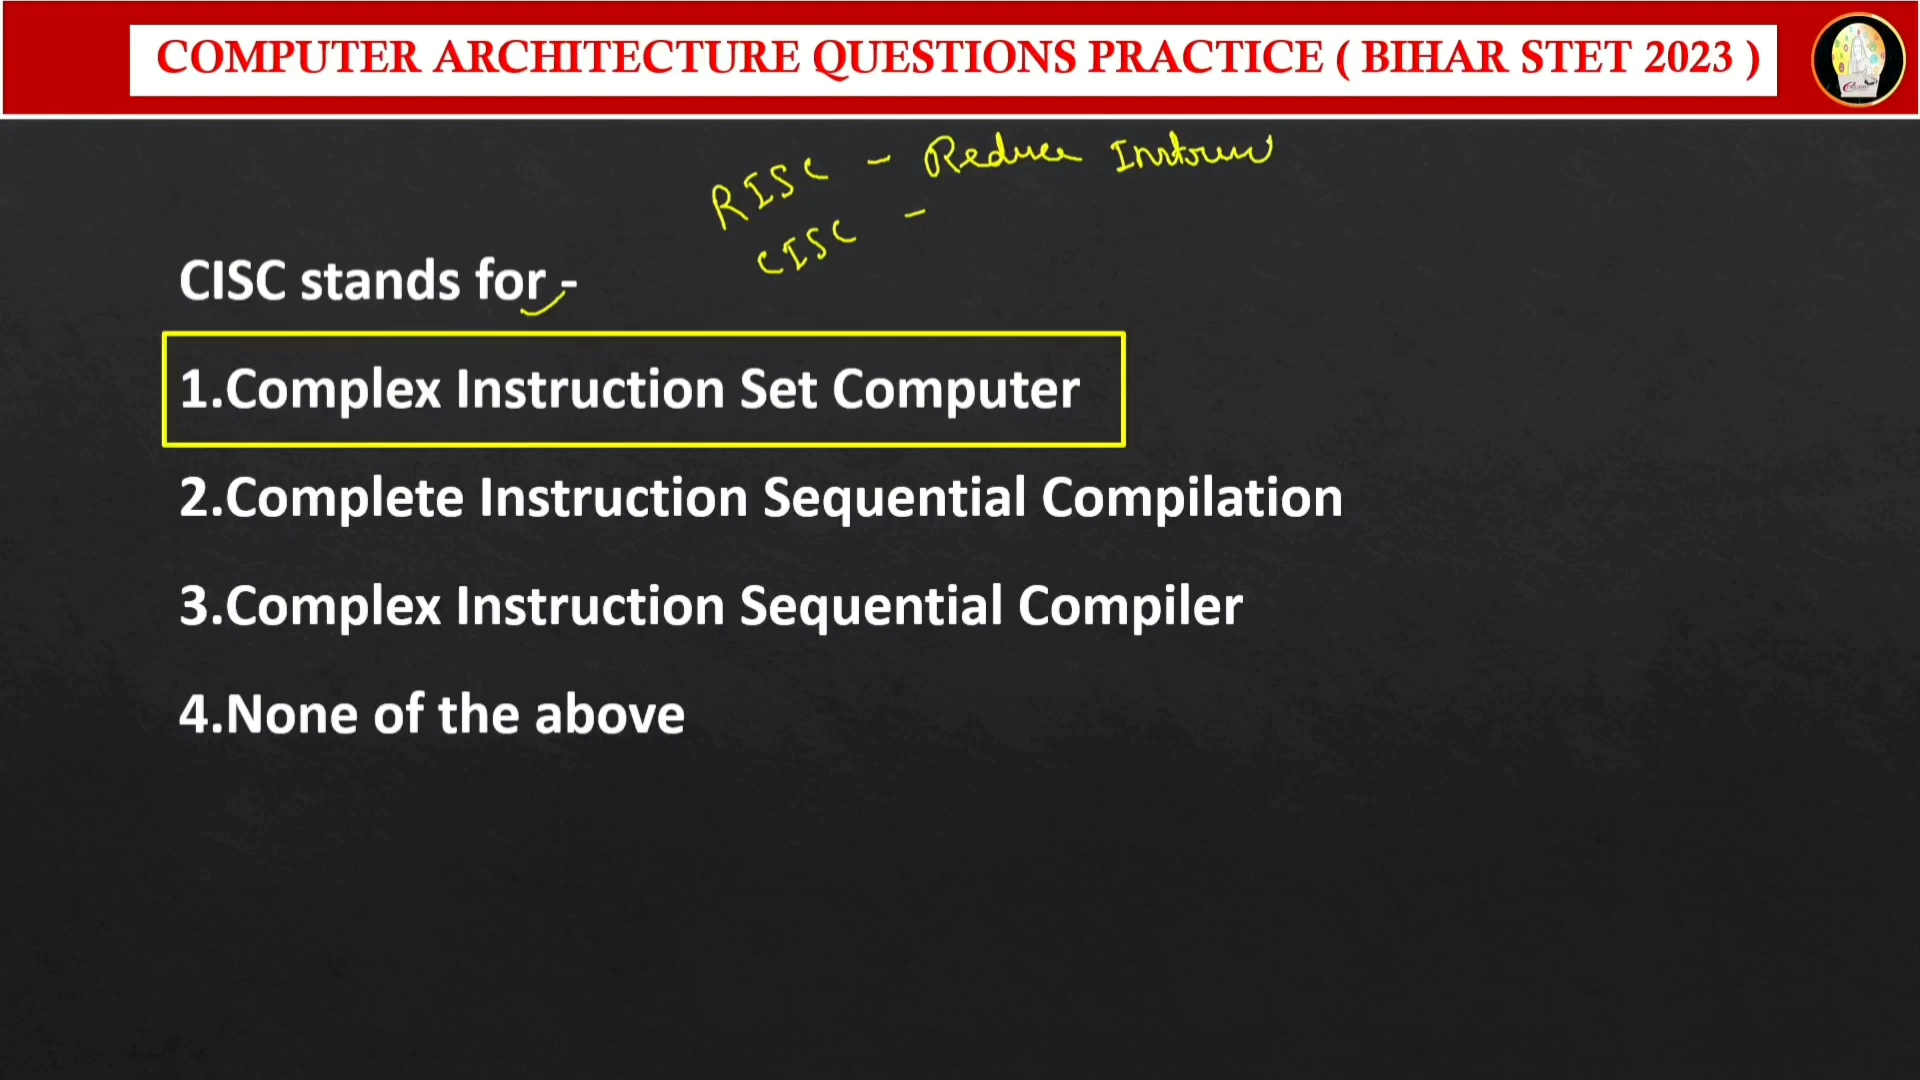 COMPUTER ARCHITECTURE QUESTIONS PRACTICE ( BIHAR STET 2023 )
RISC - Reduce
CISC -
CISC stands for -
1.Complex Instruction Set Computer
2.Complete Instruction Sequential Compilation
3.Complex Instruction Sequential Compiler
4.None of the above